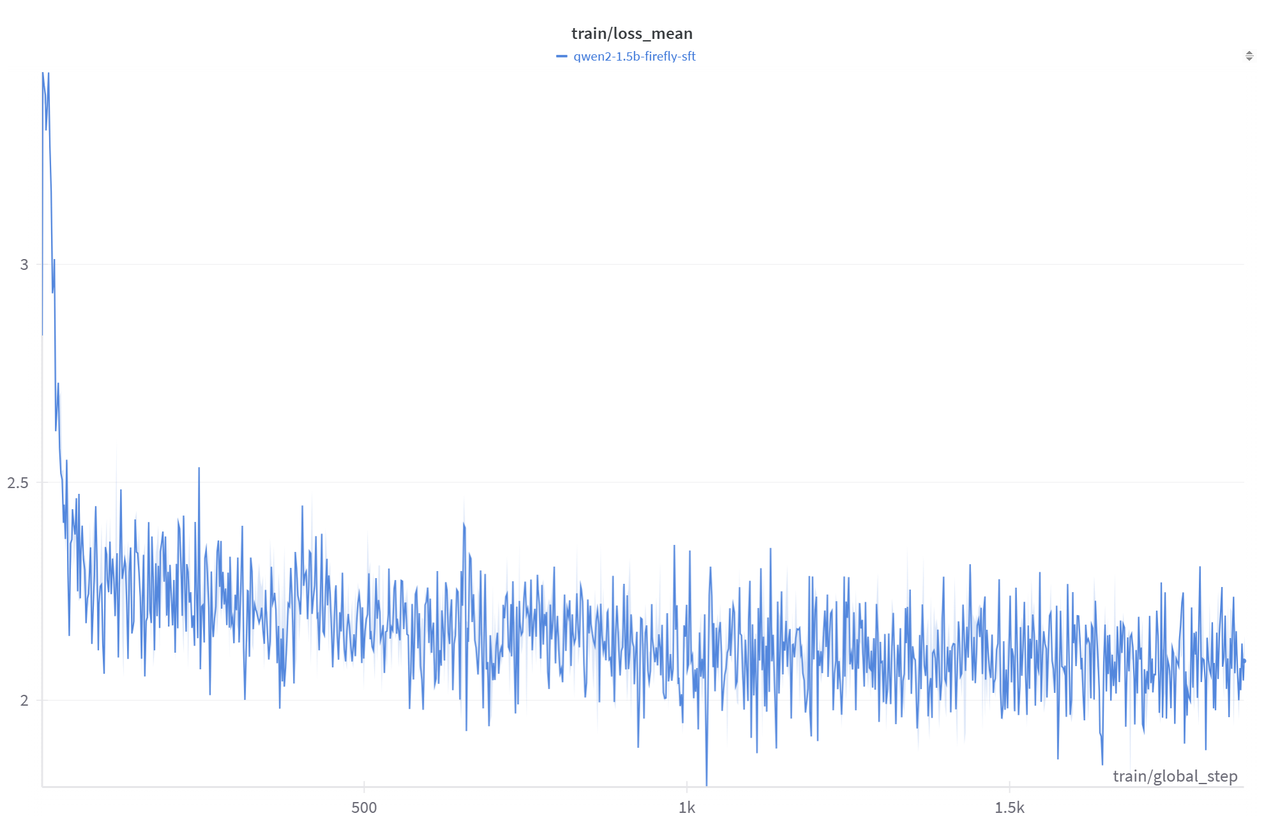 train/loss_mean
qwen2-1.5b-firefly-sft
3
2.5
2
train/global_step
500
1k
1.5k